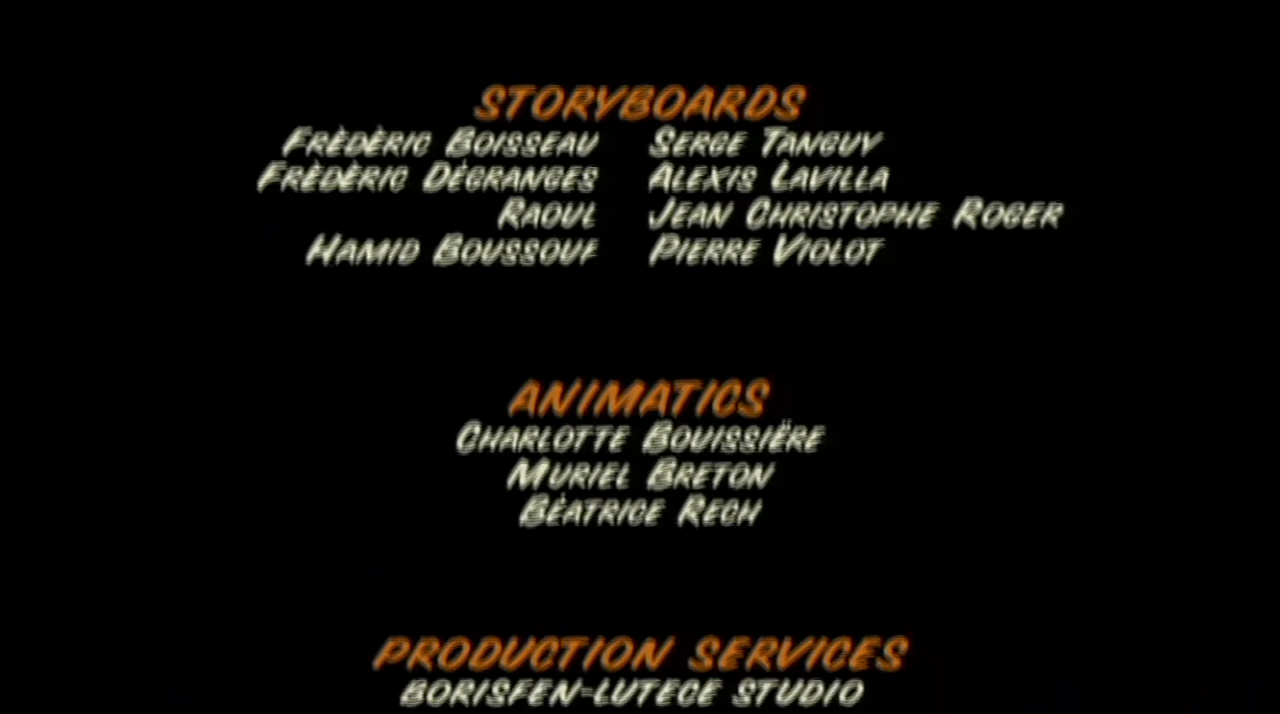 STORYBOARDS
FRÈDÈRIC BOISSEAU SERGE TANGUY
FRÈDÈRIC DÉGRANGES ALEXIS LAVILLA
RAOUL JEAN CHRISTOPHE ROGER
HAMID BOUSSOUF PIERRE VIOLOT
ANIMATICS
CHARLOTTE BOUISSIËRE
MURIEL BRETON
BÉATRICE RECH
PRODUCTION SERVICES
BORISFEN-LUTECE STUDIO